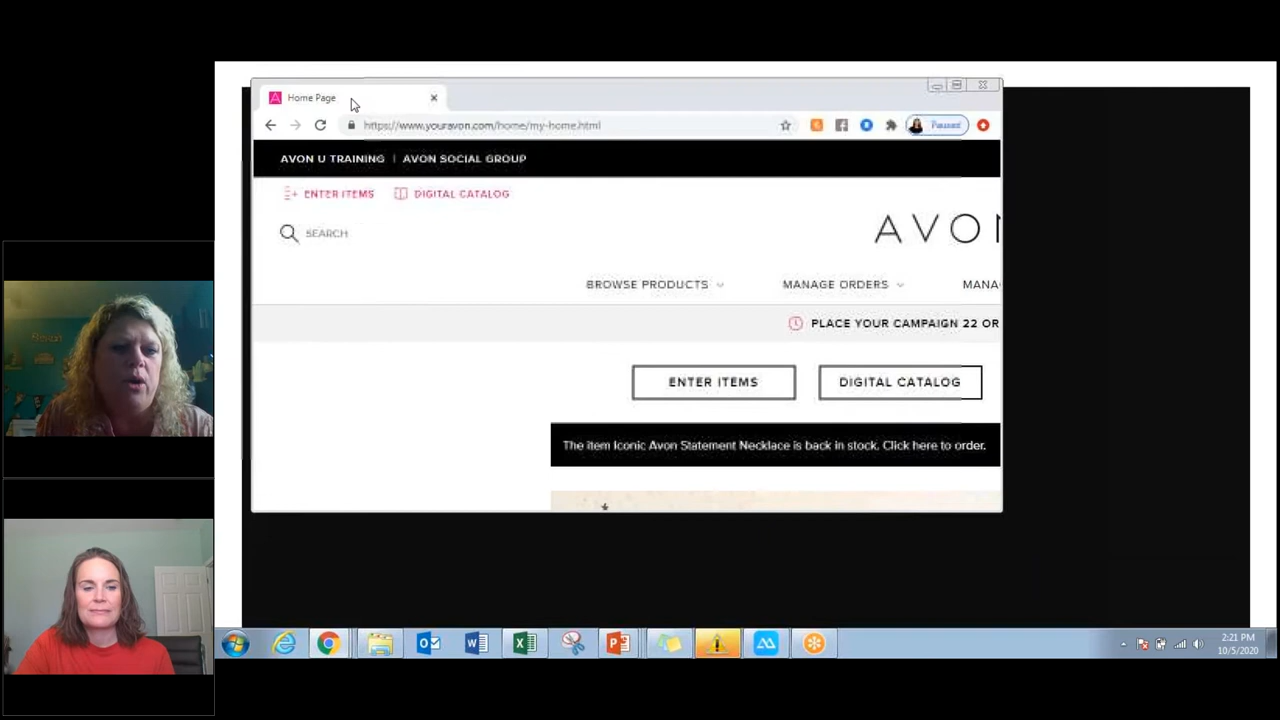 Home Page
https://www.youravon.com/home/my-home.html
Paused
AVON U TRAINING | AVON SOCIAL GROUP
ENTER ITEMS DIGITAL CATALOG
SEARCH
AVON
BROWSE PRODUCTS MANAGE ORDERS MANA
PLACE YOUR CAMPAIGN 22 OR
ENTER ITEMS DIGITAL CATALOG
The item Iconic Avon Statement Necklace is back in stock. Click here to order.
2:21 PM
10/5/2020